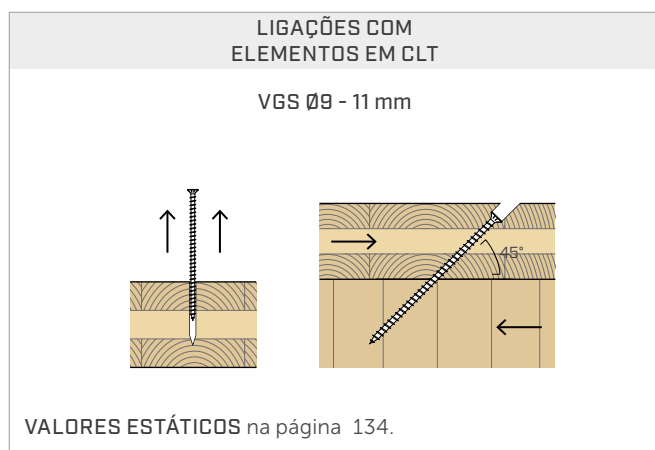 LIGAÇÕES COM
ELEMENTOS EM CLT
VGS Ø9 - 11 mm
45°
VALORES ESTÁTICOS na página 134.